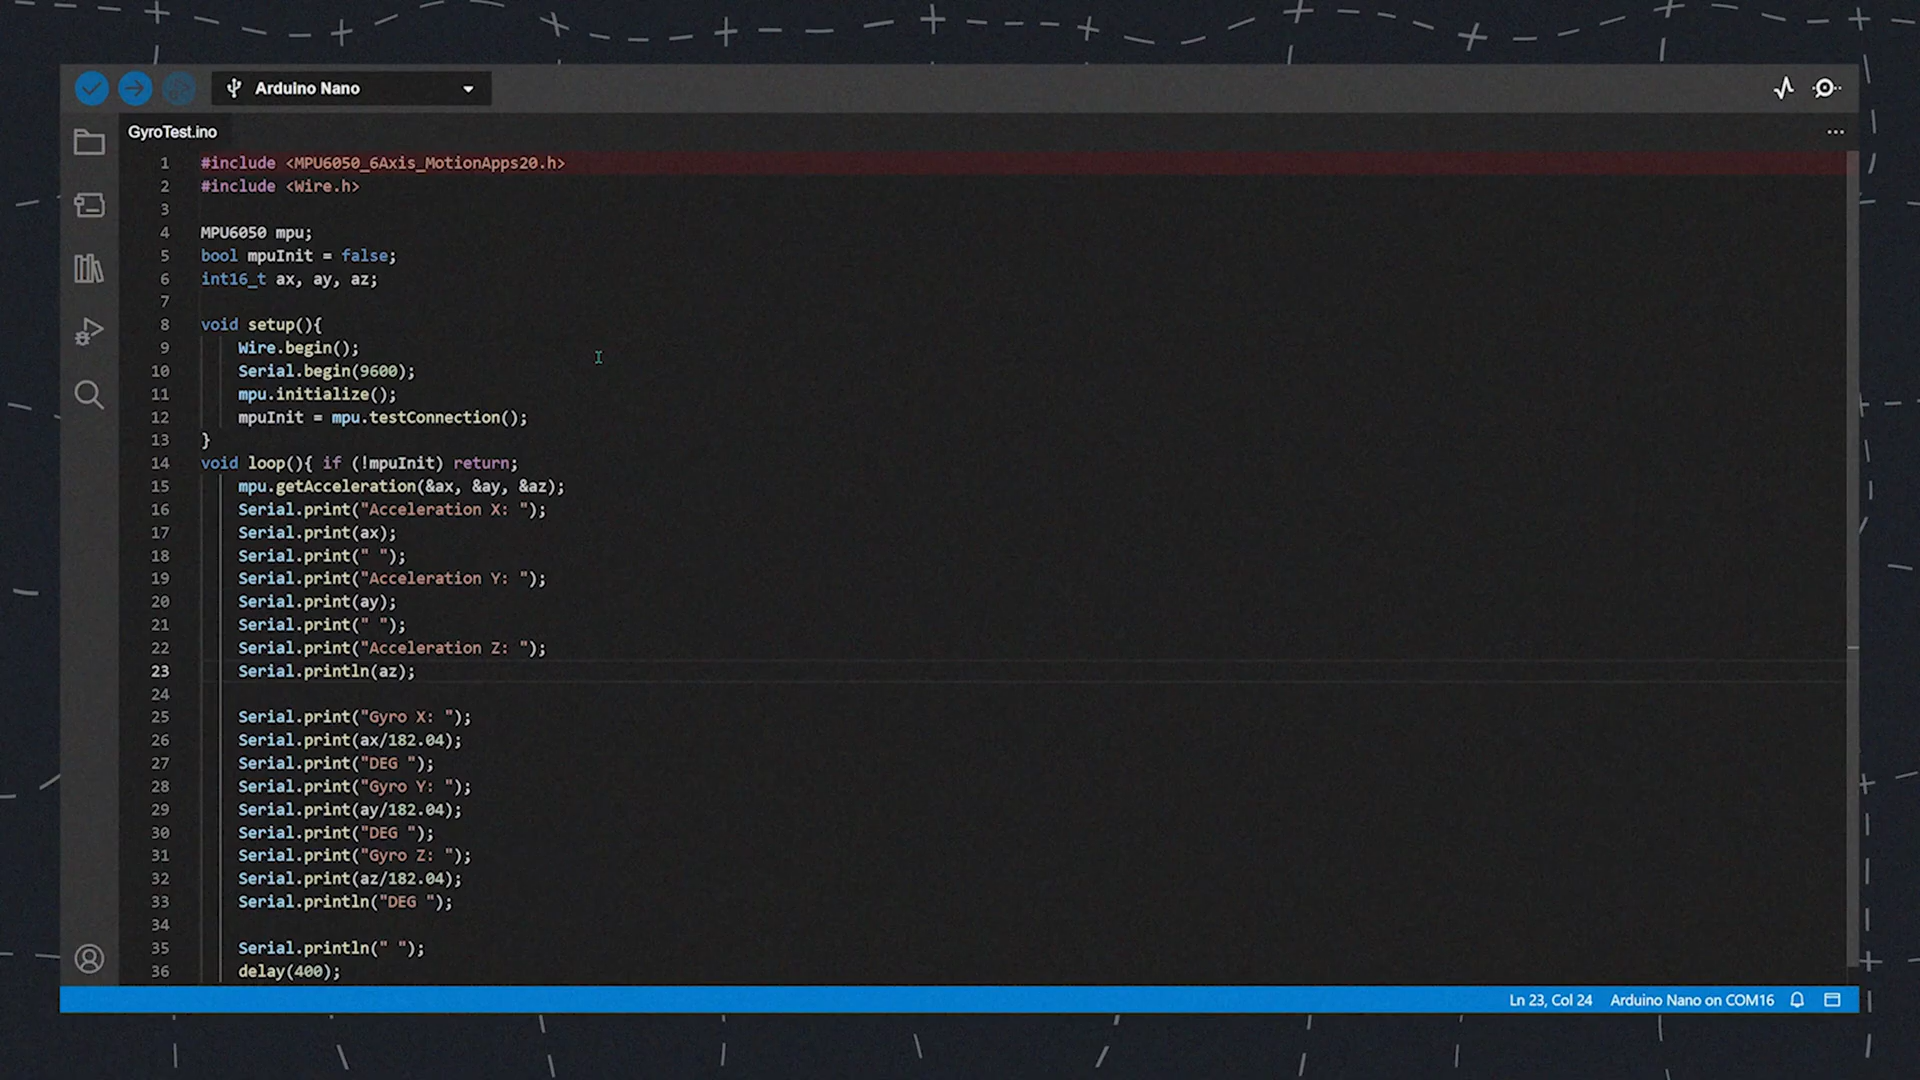 Arduino Nano
GyroTest.ino
...
1 #include <MPU6050_6Axis_MotionApps20.h>
2 #include <Wire.h>
3
4 MPU6050 mpu;
5 bool mpuInit = false;
6 int16_t ax, ay, az;
7
8 void setup(){
9 Wire.begin();
10 Serial.begin(9600);
11 mpu.initialize();
12 mpuInit = mpu.testConnection();
13 }
14 void loop(){ if (!mpuInit) return;
15 mpu.getAcceleration(&ax, &ay, &az);
16 Serial.print("Acceleration X: ");
17 Serial.print(ax);
18 Serial.print(" ");
19 Serial.print("Acceleration Y: ");
20 Serial.print(ay);
21 Serial.print(" ");
22 Serial.print("Acceleration Z: ");
23 Serial.println(az);
24
25 Serial.print("Gyro X: ");
26 Serial.print(ax/182.04);
27 Serial.print("DEG ");
28 Serial.print("Gyro Y: ");
29 Serial.print(ay/182.04);
30 Serial.print("DEG ");
31 Serial.print("Gyro Z: ");
32 Serial.print(az/182.04);
33 Serial.println("DEG ");
34
35 Serial.println(" ");
36 delay(400);
Ln 23, Col 24 Arduino Nano on COM16